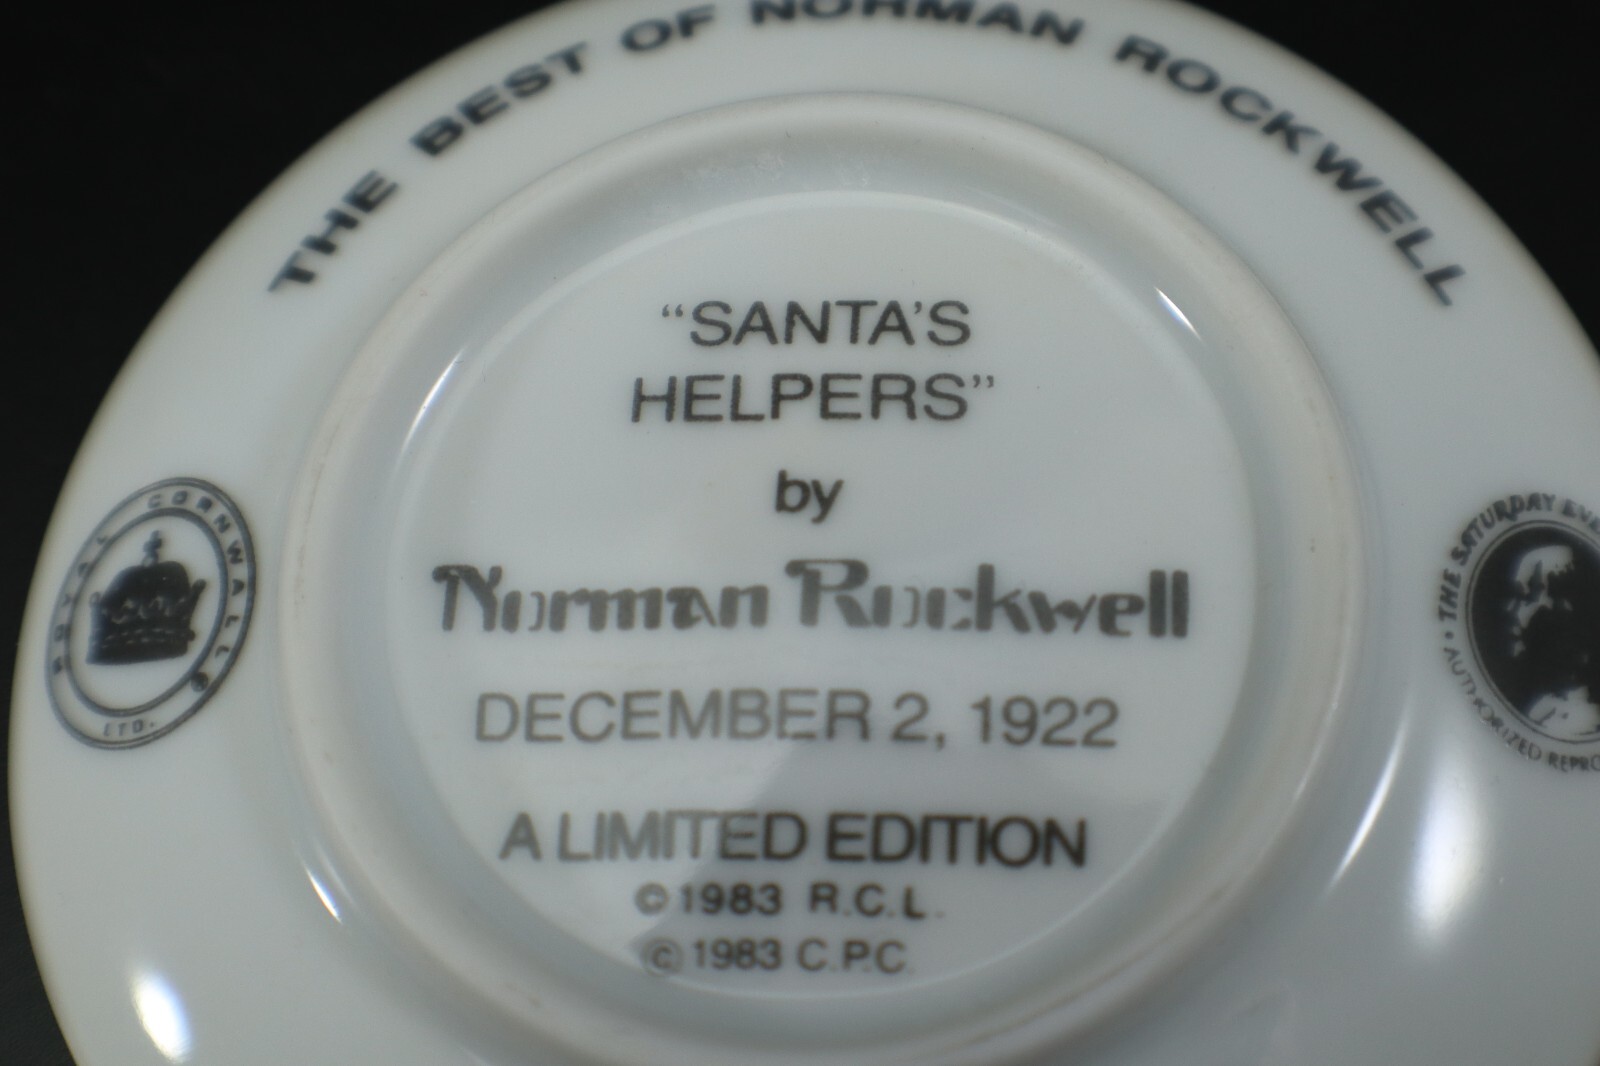 THE BEST OF NORMAN ROCKWELL
"SANTA'S
HELPERS"
by
Norman Rockwell
DECEMBER 2, 1922
A LIMITED EDITION
© 1983 R.C.L.
© 1983 C.P.C.
ROYAL CORNWALL®
LTD.
THE SATURDAY
AUTHORIZED